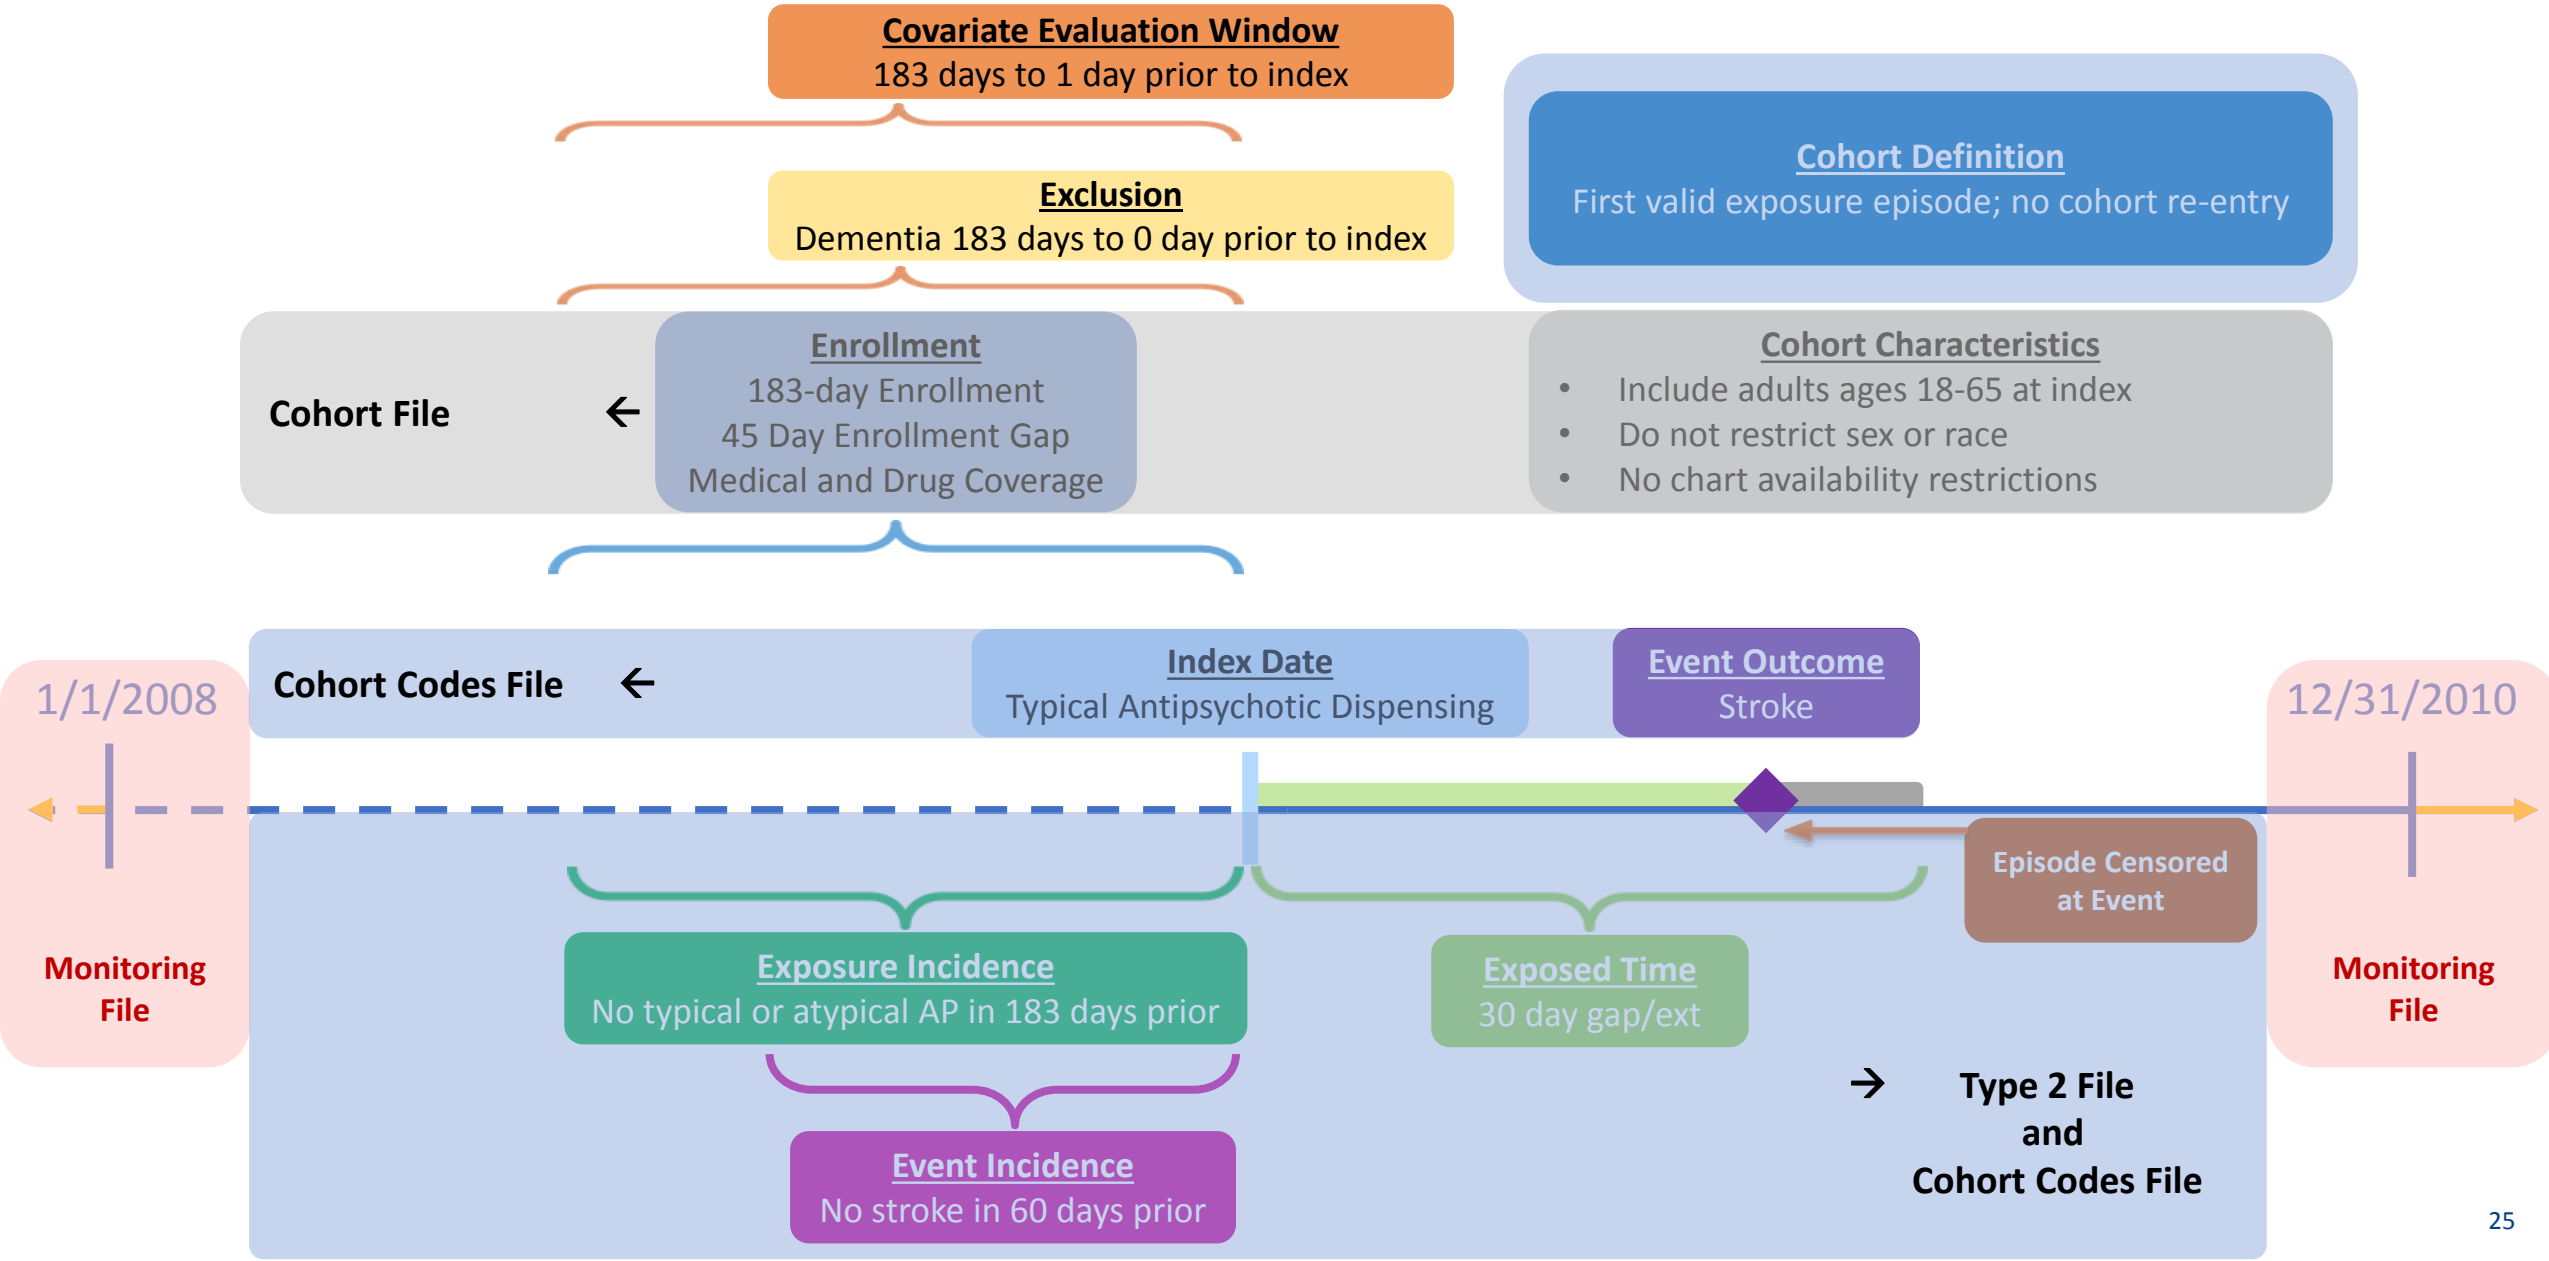 Covariate Evaluation Window
183 days to 1 day prior to index
Cohort Definition
First valid exposure episode; no cohort re-entry
Exclusion
Dementia 183 days to 0 day prior to index
Cohort File ←
Enrollment
183-day Enrollment
45 Day Enrollment Gap
Medical and Drug Coverage
Cohort Characteristics
• Include adults ages 18-65 at index
• Do not restrict sex or race
• No chart availability restrictions
1/1/2008
Cohort Codes File ←
Index Date
Typical Antipsychotic Dispensing
Event Outcome
Stroke
12/31/2010
Episode Censored
at Event
Monitoring
File
Exposure Incidence
No typical or atypical AP in 183 days prior
Exposed Time
30 day gap/ext
Monitoring
File
→ Type 2 File
and
Cohort Codes File
Event Incidence
No stroke in 60 days prior
25